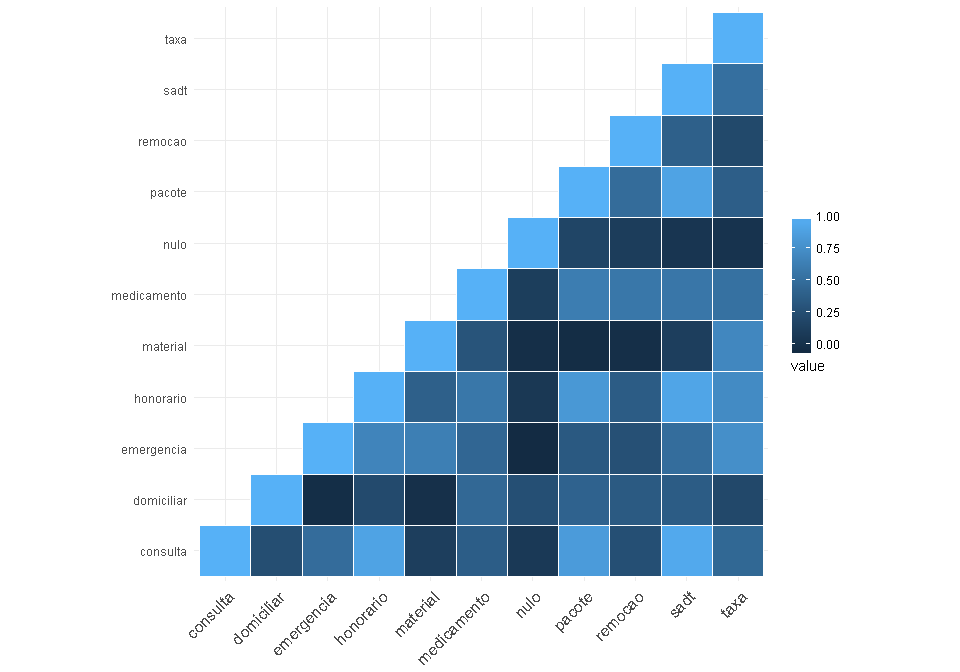 taxa
sadt
remocao
pacote
nulo
medicamento
material
honorario
emergencia
domiciliar
consulta
consulta
domiciliar
emergencia
honorario
material
medicamento
nulo
pacote
remocao
sadt
taxa
1.00
0.75
0.50
0.25
0.00
value